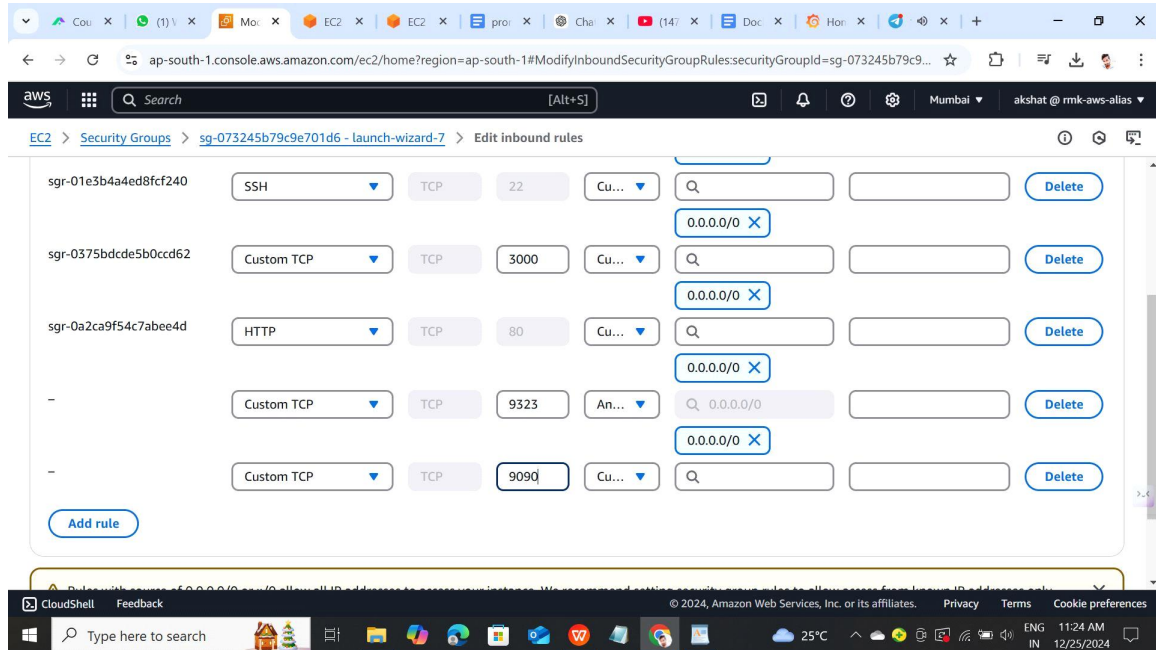 Cou
(1) \
Moc
EC2
EC2
pror
Cha
(147
Doc
Hon
ap-south-1.console.aws.amazon.com/ec2/home?region=ap-south-1#ModifyInboundSecurityGroupRules:securityGroupId=sg-073245b79c9...
aws
Search
[Alt+S]
Mumbai
akshat @ rmk-aws-alias
EC2 > Security Groups > sg-073245b79c9e701d6 - launch-wizard-7 > Edit inbound rules
sgr-01e3b4a4ed8fcf240 SSH TCP 22 Cu... Delete
0.0.0.0/0
sgr-0375bdcde5b0ccd62 Custom TCP TCP 3000 Cu... Delete
0.0.0.0/0
sgr-0a2ca9f54c7abee4d HTTP TCP 80 Cu... Delete
0.0.0.0/0
– Custom TCP TCP 9323 An... 0.0.0.0/0 Delete
0.0.0.0/0
– Custom TCP TCP 9090 Cu... Delete
Add rule
CloudShell Feedback © 2024, Amazon Web Services, Inc. or its affiliates. Privacy Terms Cookie preferences
Type here to search
25°C
ENG 11:24 AM
IN 12/25/2024